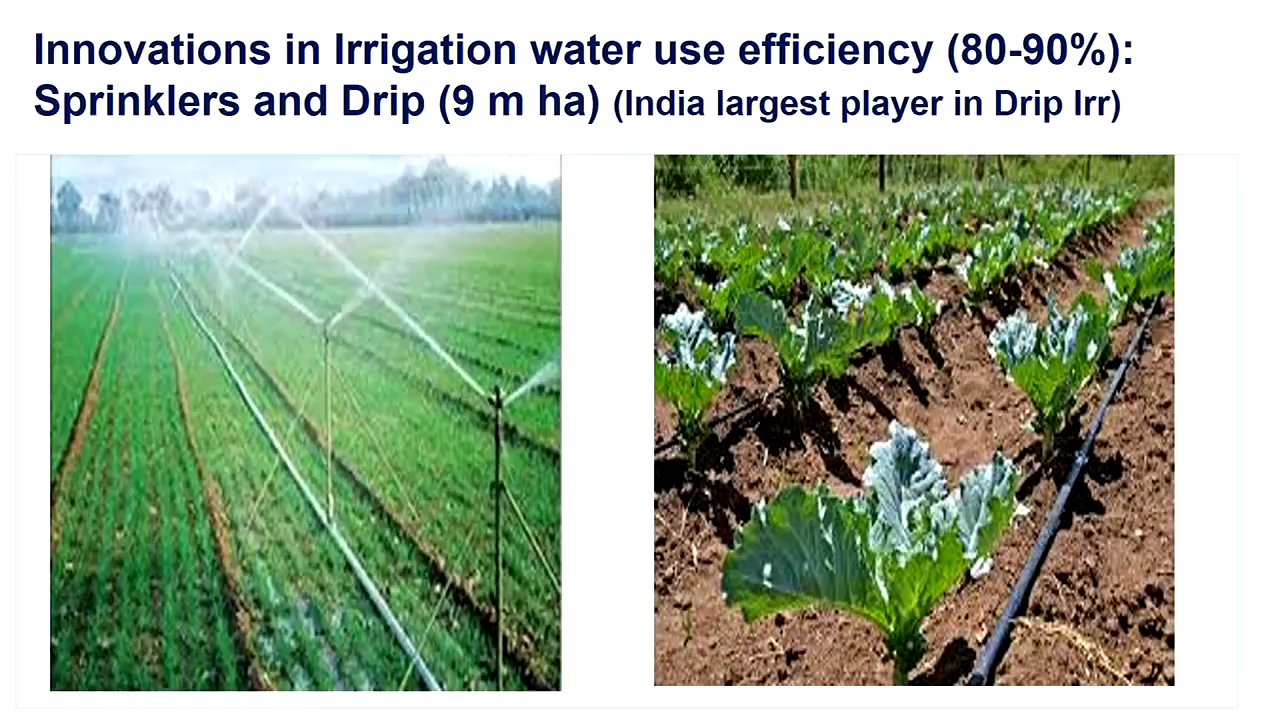 Innovations in Irrigation water use efficiency (80-90%):
Sprinklers and Drip (9 m ha) (India largest player in Drip Irr)